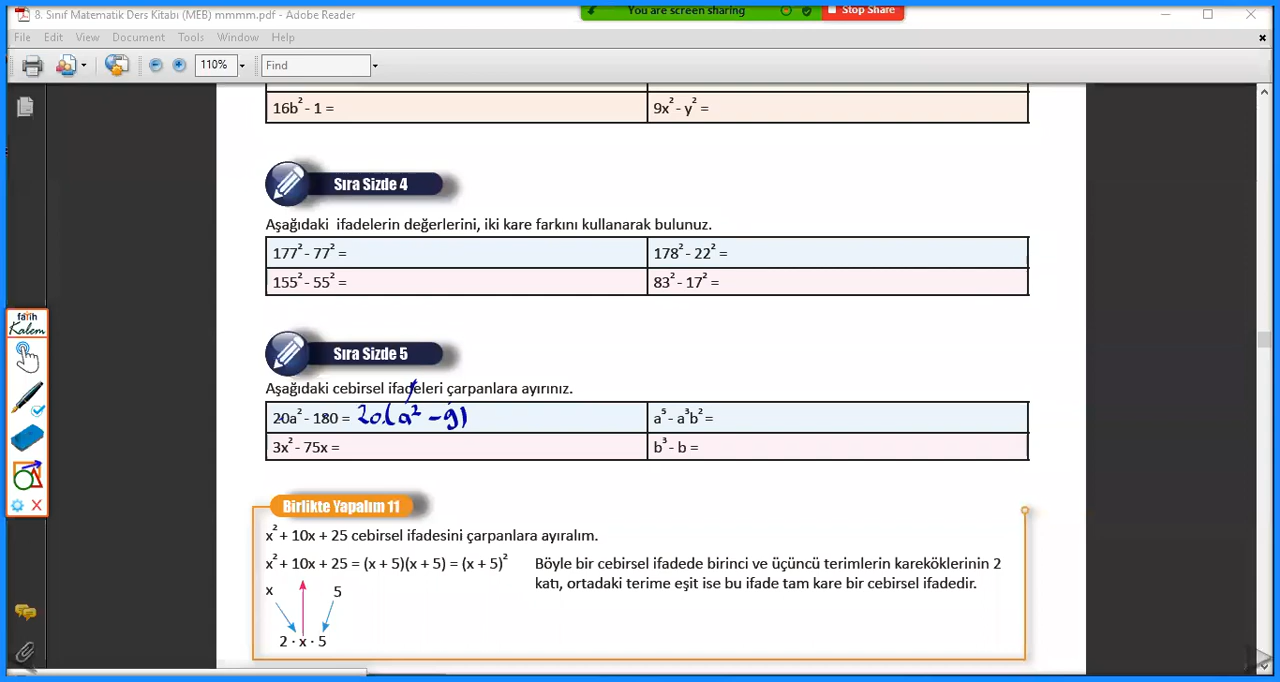 8. Sınıf Matematik Ders Kitabı (MEB) mmmm.pdf - Adobe Reader
You are screen sharing
Stop Share
File Edit View Document Tools Window Help
110%
Find
16b² - 1 =
9x² - y² =
Sıra Sizde 4
Aşağıdaki ifadelerin değerlerini, iki kare farkını kullanarak bulunuz.
177² - 77² =
178² - 22² =
155² - 55² =
83² - 17² =
fatih
Kalem
Sıra Sizde 5
Aşağıdaki cebirsel ifadeleri çarpanlara ayırınız.
20a² - 180 = 20.(a² - 9)
a⁵ - a³b² =
3x² - 75x =
b³ - b =
Birlikte Yapalım 11
x² + 10x + 25 cebirsel ifadesini çarpanlara ayıralım.
x² + 10x + 25 = (x + 5)(x + 5) = (x + 5)²
x 5
2 · x · 5
Böyle bir cebirsel ifadede birinci ve üçüncü terimlerin kareköklerinin 2
katı, ortadaki terime eşit ise bu ifade tam kare bir cebirsel ifadedir.